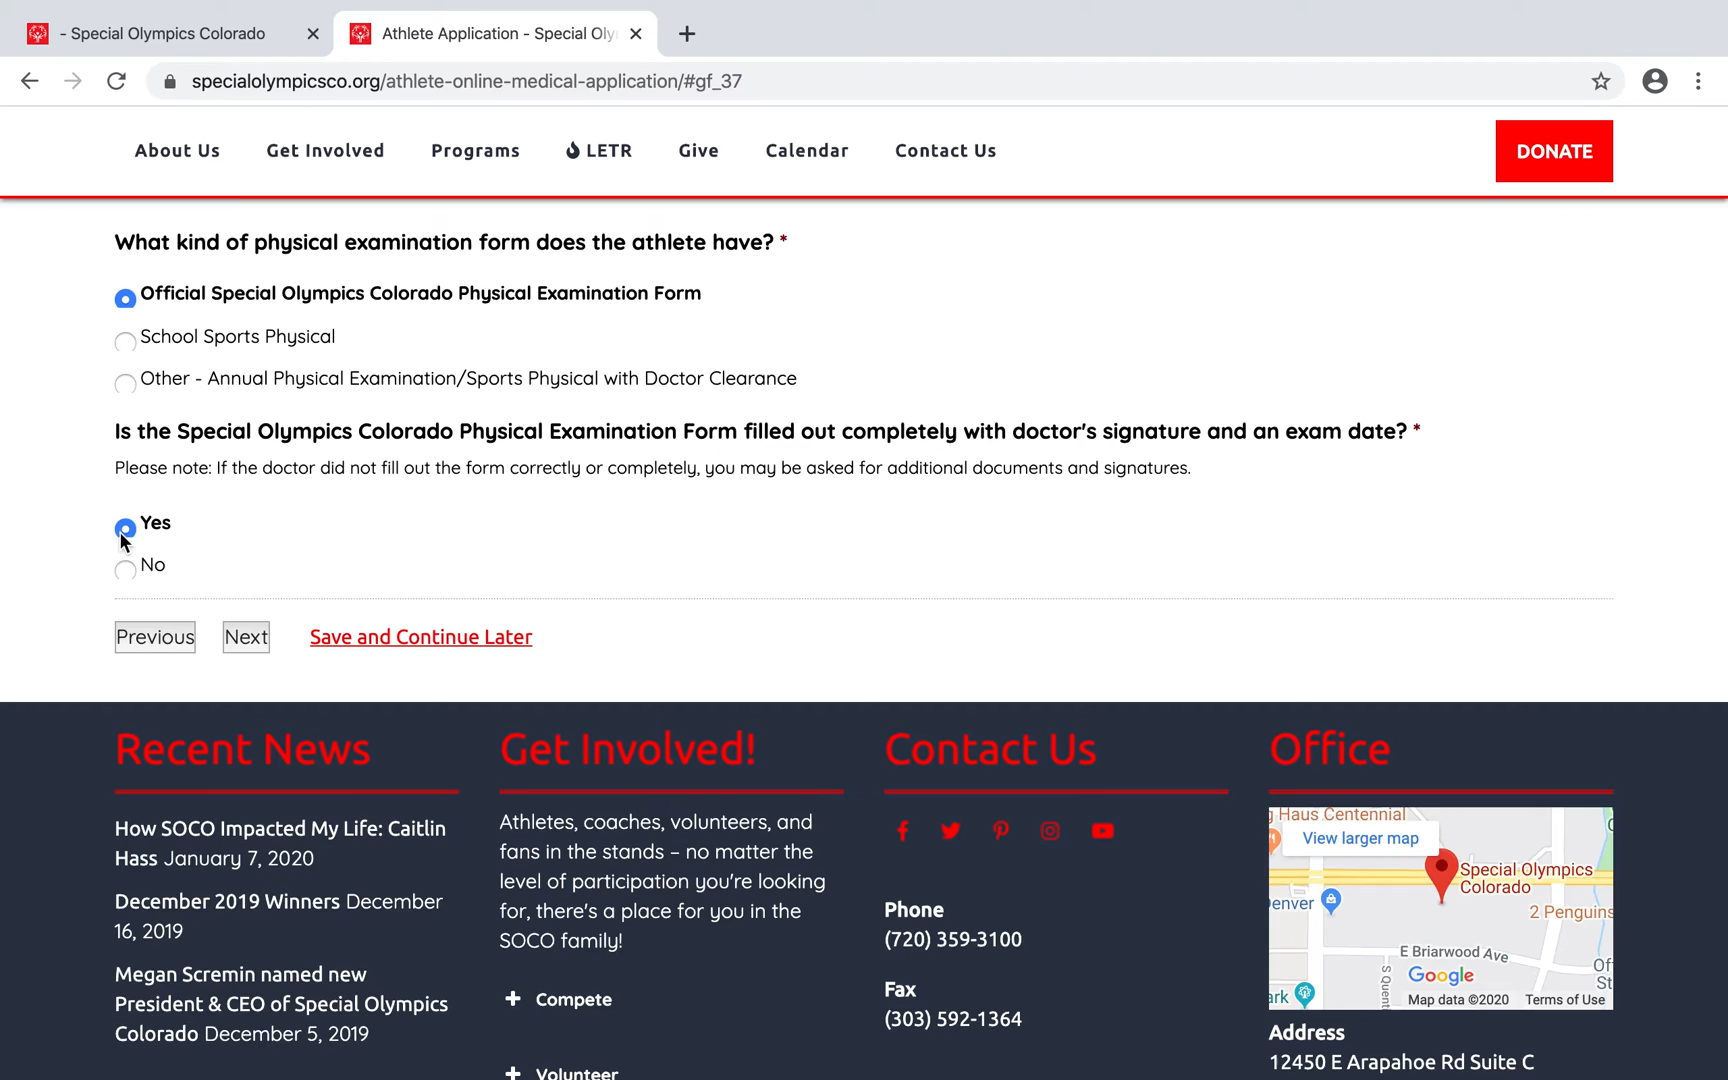 - Special Olympics Colorado
Athlete Application - Special Oly
specialolympicsco.org/athlete-online-medical-application/#gf_37
About Us
Get Involved
Programs
LETR
Give
Calendar
Contact Us
DONATE
What kind of physical examination form does the athlete have? *
Official Special Olympics Colorado Physical Examination Form
School Sports Physical
Other - Annual Physical Examination/Sports Physical with Doctor Clearance
Is the Special Olympics Colorado Physical Examination Form filled out completely with doctor's signature and an exam date? *
Please note: If the doctor did not fill out the form correctly or completely, you may be asked for additional documents and signatures.
Yes
No
Previous
Next
Save and Continue Later
Recent News
How SOCO Impacted My Life: Caitlin
Hass January 7, 2020
December 2019 Winners December
16, 2019
Megan Scremin named new
President & CEO of Special Olympics
Colorado December 5, 2019
Get Involved!
Athletes, coaches, volunteers, and
fans in the stands – no matter the
level of participation you're looking
for, there's a place for you in the
SOCO family!
+ Compete
+ Volunteer
Contact Us
Phone
(720) 359-3100
Fax
(303) 592-1364
Office
Haus Centennial
View larger map
Special Olympics
Colorado
Denver
2 Penguins
E Briarwood Ave
S Quent
Google
Map data ©2020
Terms of Use
Address
12450 E Arapahoe Rd Suite C